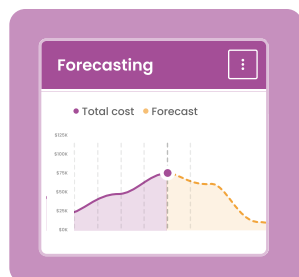 Forecasting
Total cost Forecast
$125k
$100k
$75k
$50k
$25k
$0k